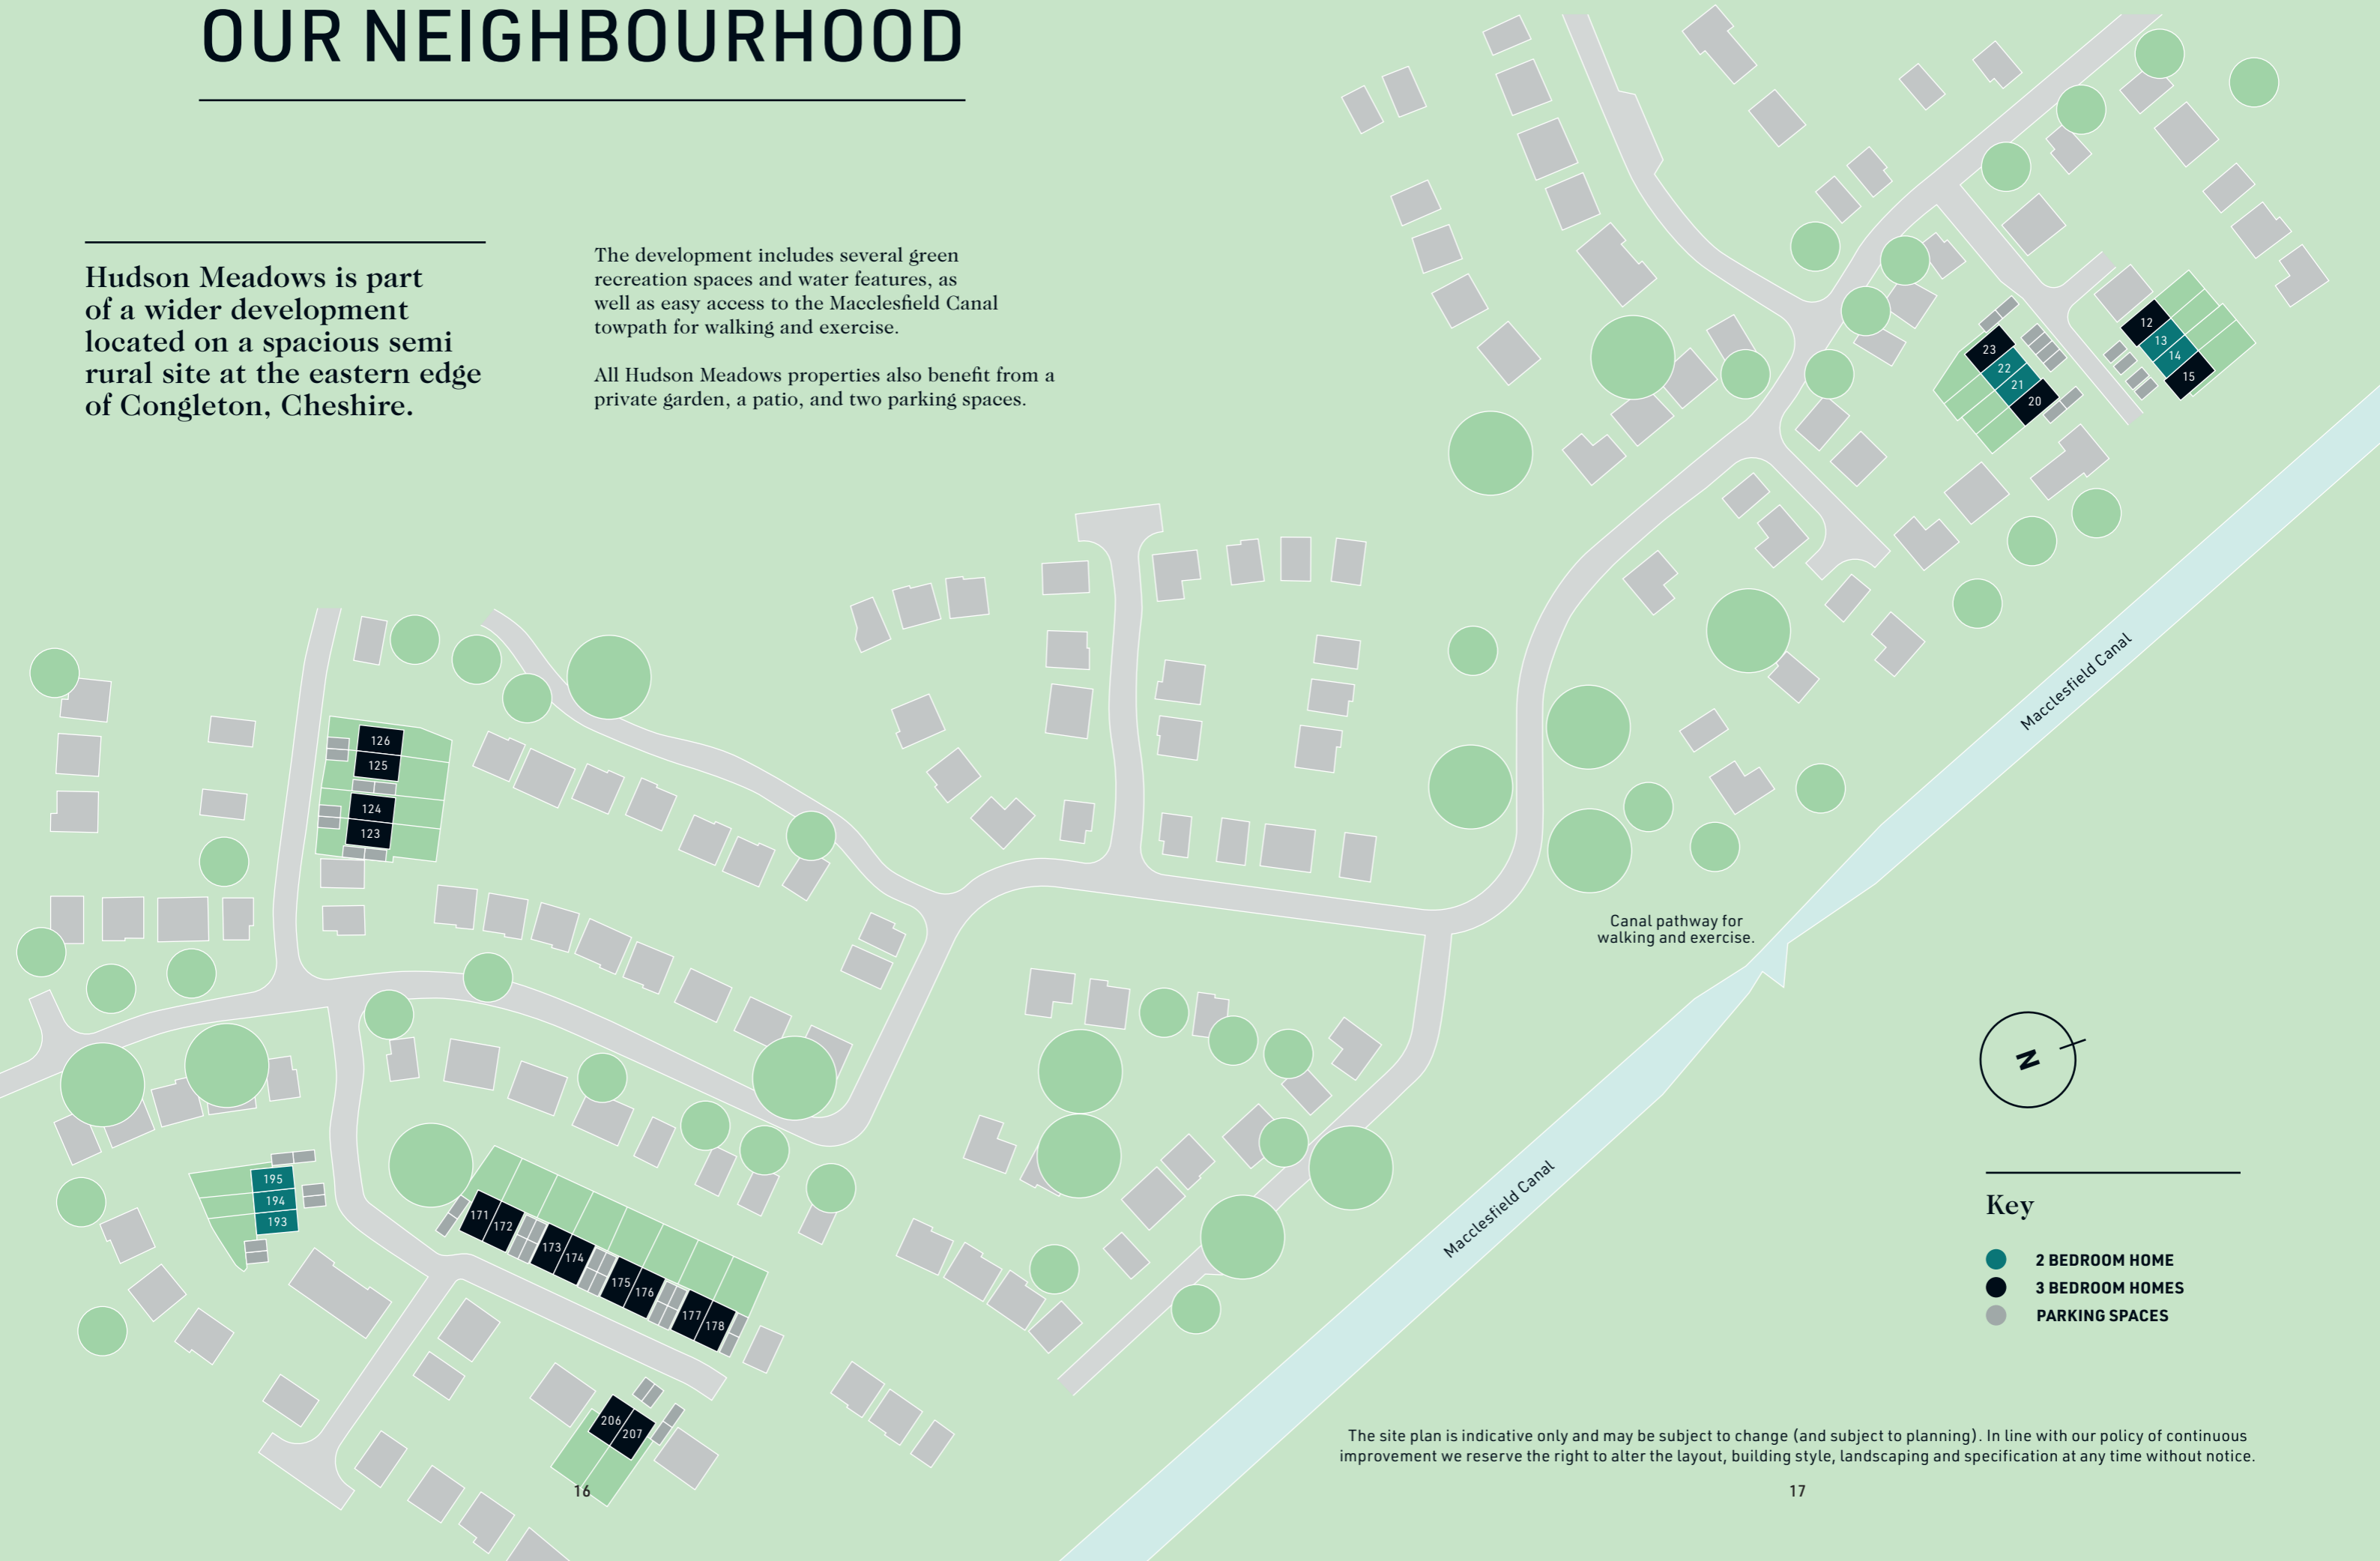 OUR NEIGHBOURHOOD
Hudson Meadows is part
of a wider development
located on a spacious semi
rural site at the eastern edge
of Congleton, Cheshire.
The development includes several green
recreation spaces and water features, as
well as easy access to the Macclesfield Canal
towpath for walking and exercise.
All Hudson Meadows properties also benefit from a
private garden, a patio, and two parking spaces.
12
13
14
15
23
22
21
20
126
125
124
123
Macclesfield Canal
Canal pathway for
walking and exercise.
N
195
194
193
171
172
173
174
175
176
177
178
Macclesfield Canal
206
207
Key
2 BEDROOM HOME
3 BEDROOM HOMES
PARKING SPACES
The site plan is indicative only and may be subject to change (and subject to planning). In line with our policy of continuous
improvement we reserve the right to alter the layout, building style, landscaping and specification at any time without notice.
16
17